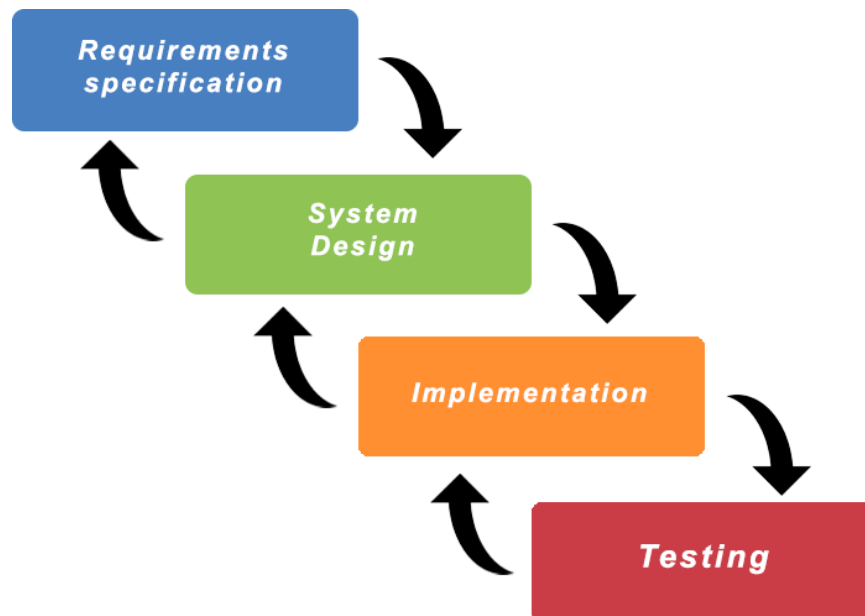 Requirements
specification
System
Design
Implementation
Testing